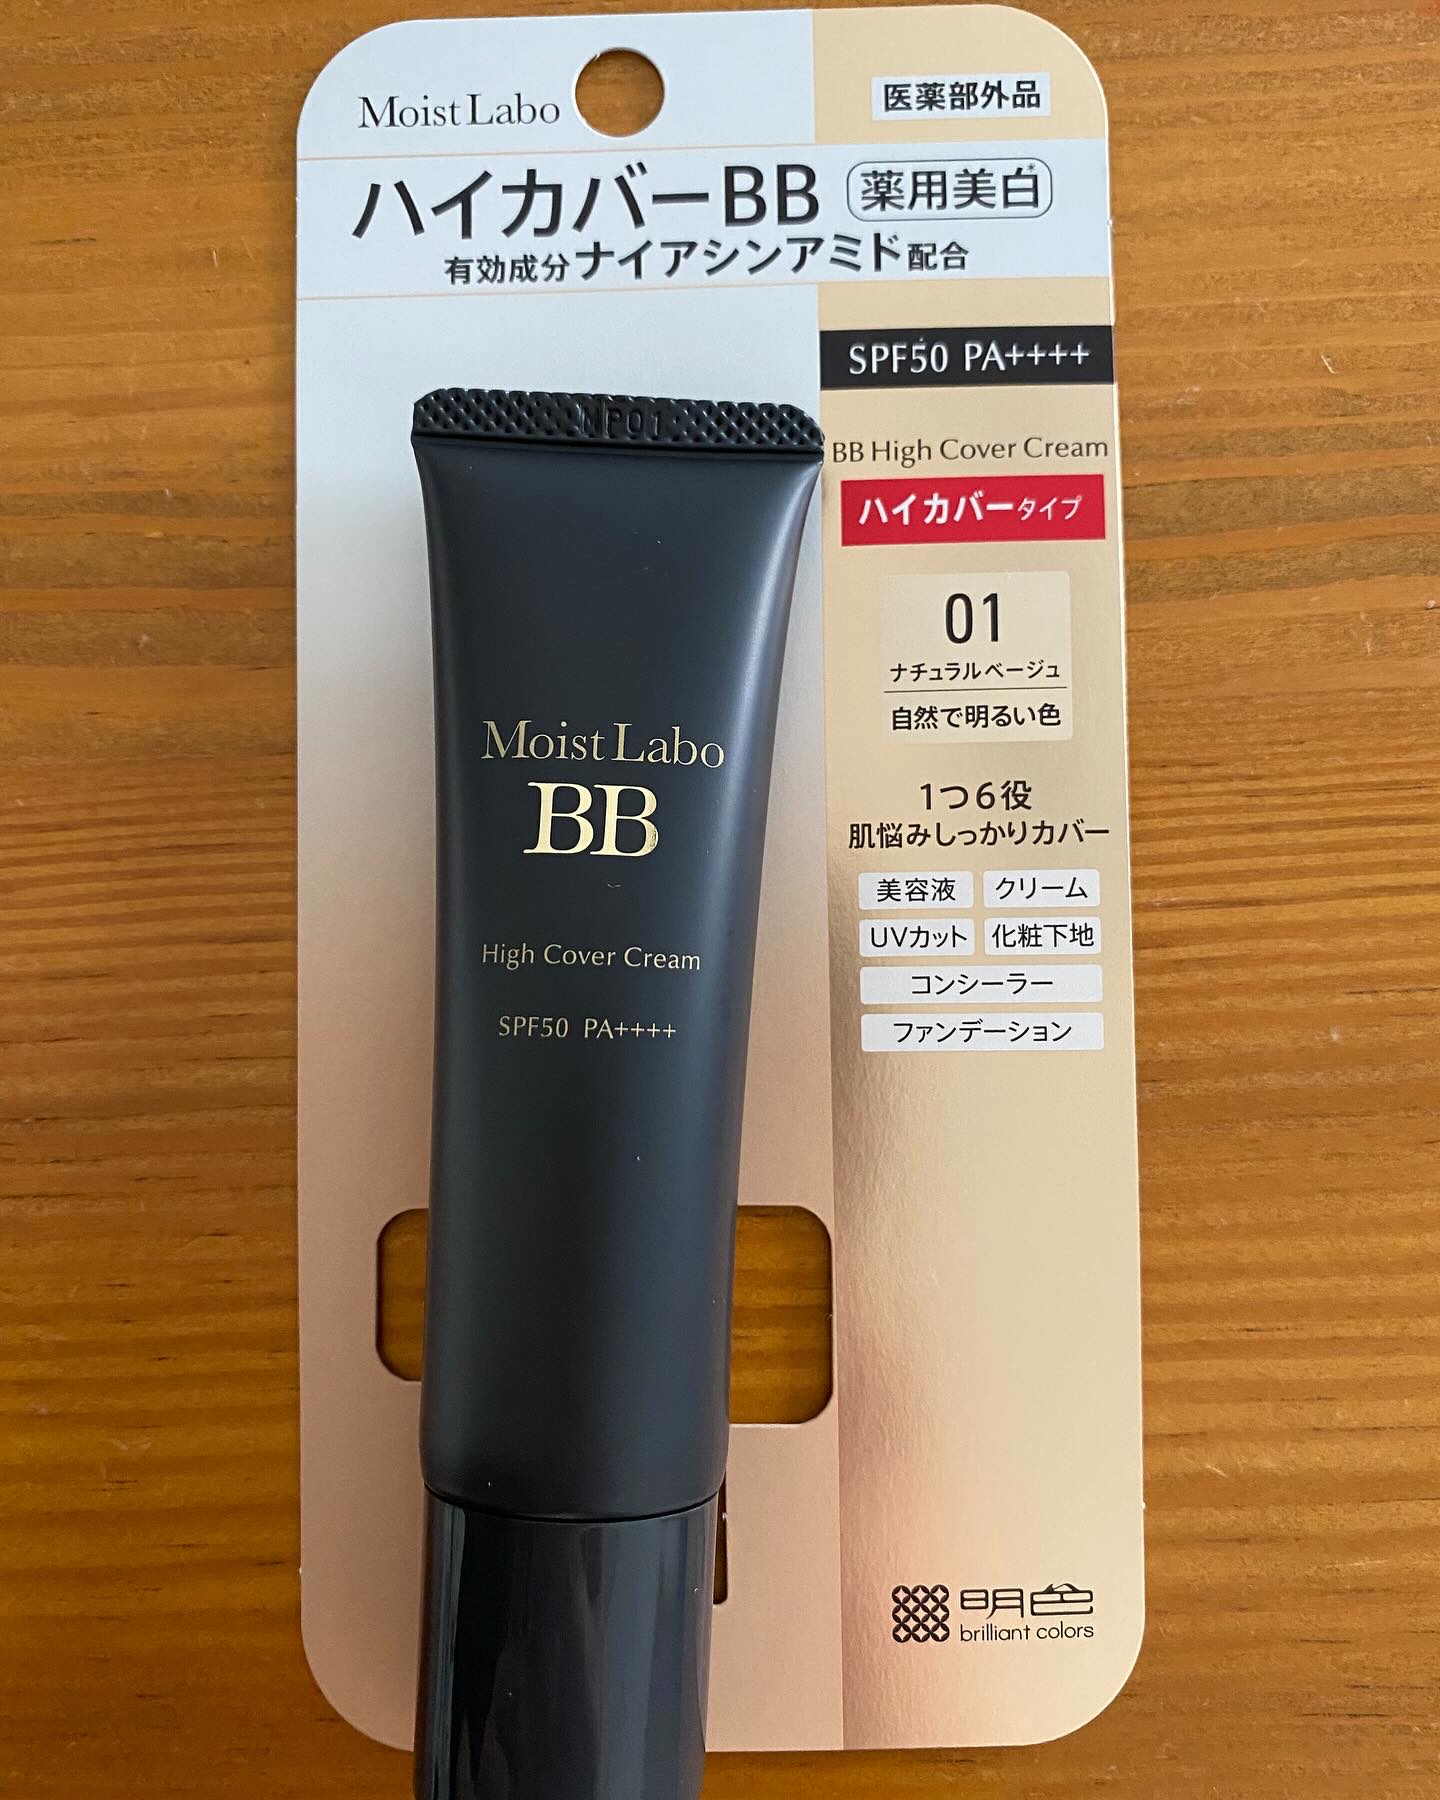 Moist Labo
医薬部外品
ハイカバーBB 薬用美白*
有効成分ナイアシンアミド配合
SPF50 PA++++
BB High Cover Cream
ハイカバータイプ
01
ナチュラルベージュ
自然で明るい色
1つ6役
肌悩みしっかりカバー
美容液 クリーム
UVカット 化粧下地
コンシーラー
ファンデーション
明色
brilliant colors
NP01
Moist Labo
BB
High Cover Cream
SPF50 PA++++